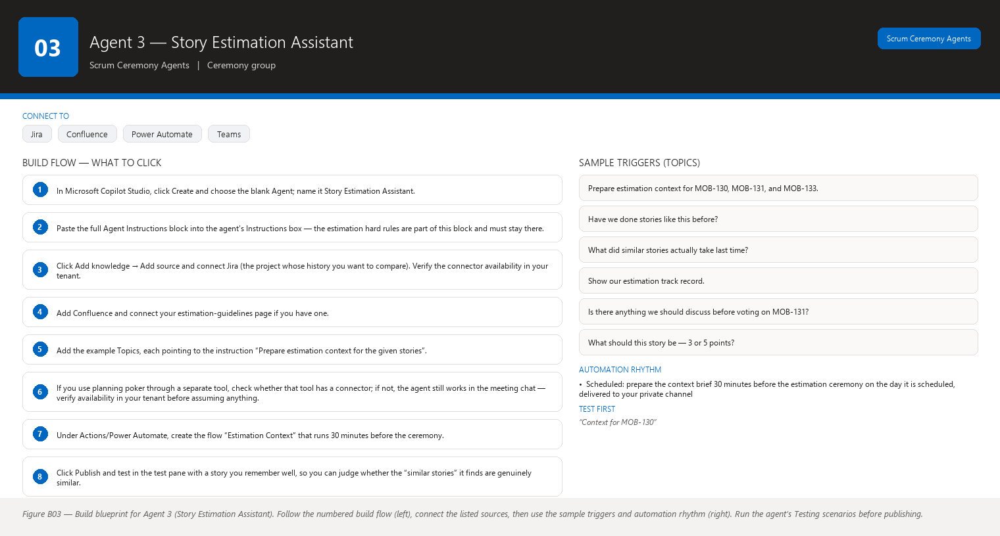 03
Agent 3 — Story Estimation Assistant
Scrum Ceremony Agents | Ceremony group
Scrum Ceremony Agents
CONNECT TO
Jira
Confluence
Power Automate
Teams
BUILD FLOW — WHAT TO CLICK
1
In Microsoft Copilot Studio, click Create and choose the blank Agent; name it Story Estimation Assistant.
2
Paste the full Agent Instructions block into the agent's Instructions box — the estimation hard rules are part of this block and must stay there.
3
Click Add knowledge → Add source and connect Jira (the project whose history you want to compare). Verify the connector availability in your
tenant.
4
Add Confluence and connect your estimation-guidelines page if you have one.
5
Add the example Topics, each pointing to the instruction “Prepare estimation context for the given stories”.
6
If you use planning poker through a separate tool, check whether that tool has a connector; if not, the agent still works in the meeting chat —
verify availability in your tenant before assuming anything.
7
Under Actions/Power Automate, create the flow “Estimation Context” that runs 30 minutes before the ceremony.
8
Click Publish and test in the test pane with a story you remember well, so you can judge whether the “similar stories” it finds are genuinely
similar.
SAMPLE TRIGGERS (TOPICS)
Prepare estimation context for MOB-130, MOB-131, and MOB-133.
Have we done stories like this before?
What did similar stories actually take last time?
Show our estimation track record.
Is there anything we should discuss before voting on MOB-131?
What should this story be — 3 or 5 points?
AUTOMATION RHYTHM
• Scheduled: prepare the context brief 30 minutes before the estimation ceremony on the day it is scheduled,
delivered to your private channel
TEST FIRST
“Context for MOB-130”
Figure B03 — Build blueprint for Agent 3 (Story Estimation Assistant). Follow the numbered build flow (left), connect the listed sources, then use the sample triggers and automation rhythm (right). Run the agent's Testing scenarios before publishing.